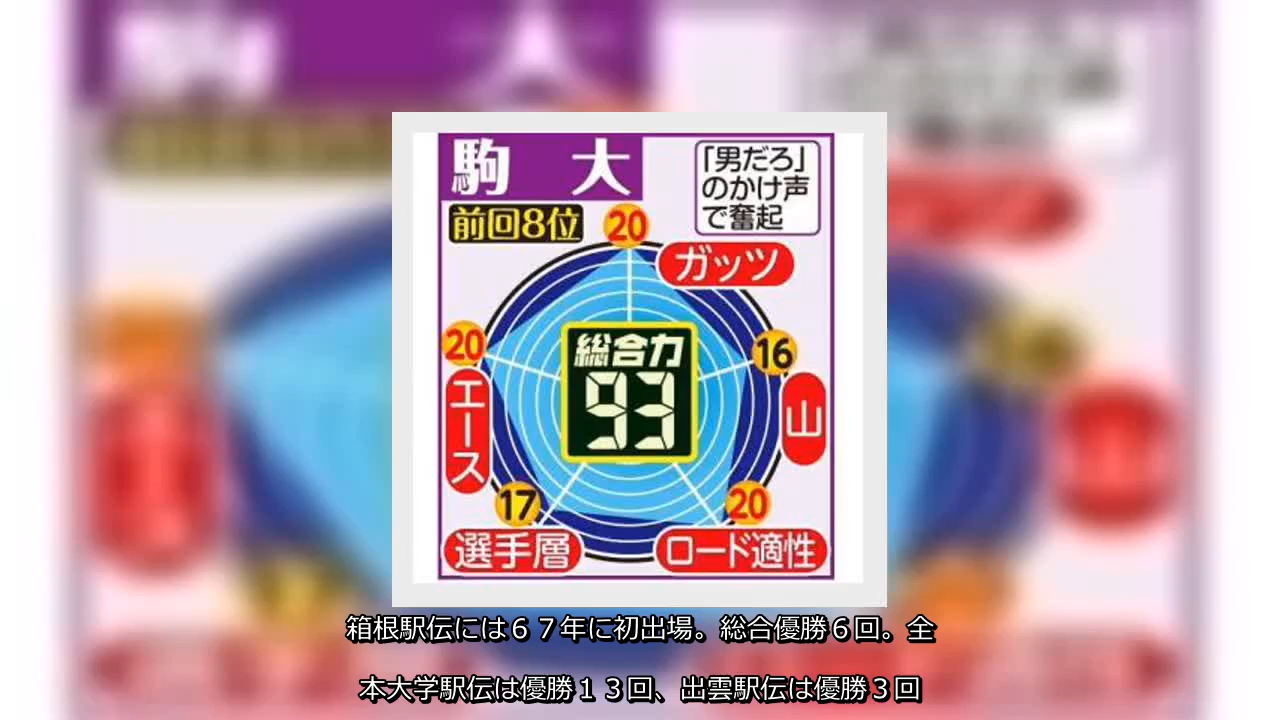 駒 大
「男だろ」
のかけ声
で奮起
前回8位
20
ガッツ
20
総合力
93
16
エース
山
17
20
選手層
ロード適性
箱根駅伝には６７年に初出場。総合優勝６回。全
本大学駅伝は優勝１３回、出雲駅伝は優勝３回